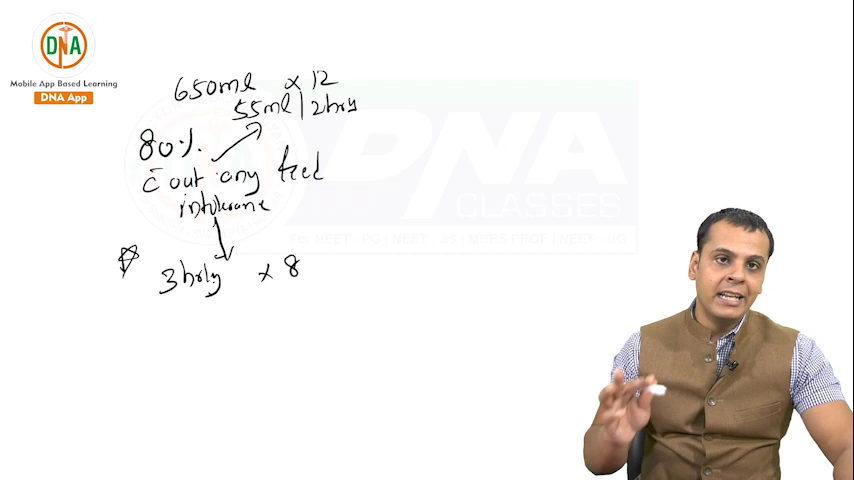 DNA
Mobile App Based Learning
DNA App
650ml x 12
55ml | 2hrly
80%
c̄ out any feed
intolerance
3hrly x 8
DNA
CLASSES
For NEET - PG | NEET - SS | MBBS PROF | NEET - UG